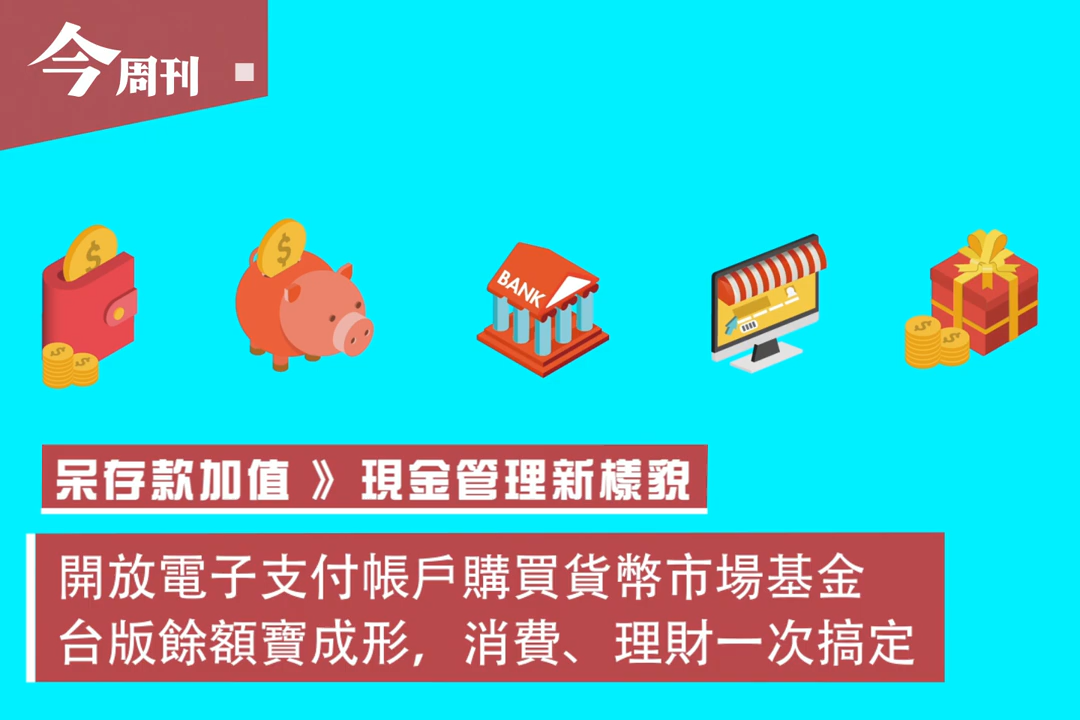 今周刊
BANK
呆存款加值 》現金管理新樣貌
開放電子支付帳戶購買貨幣市場基金
台版餘額寶成形，消費、理財一次搞定